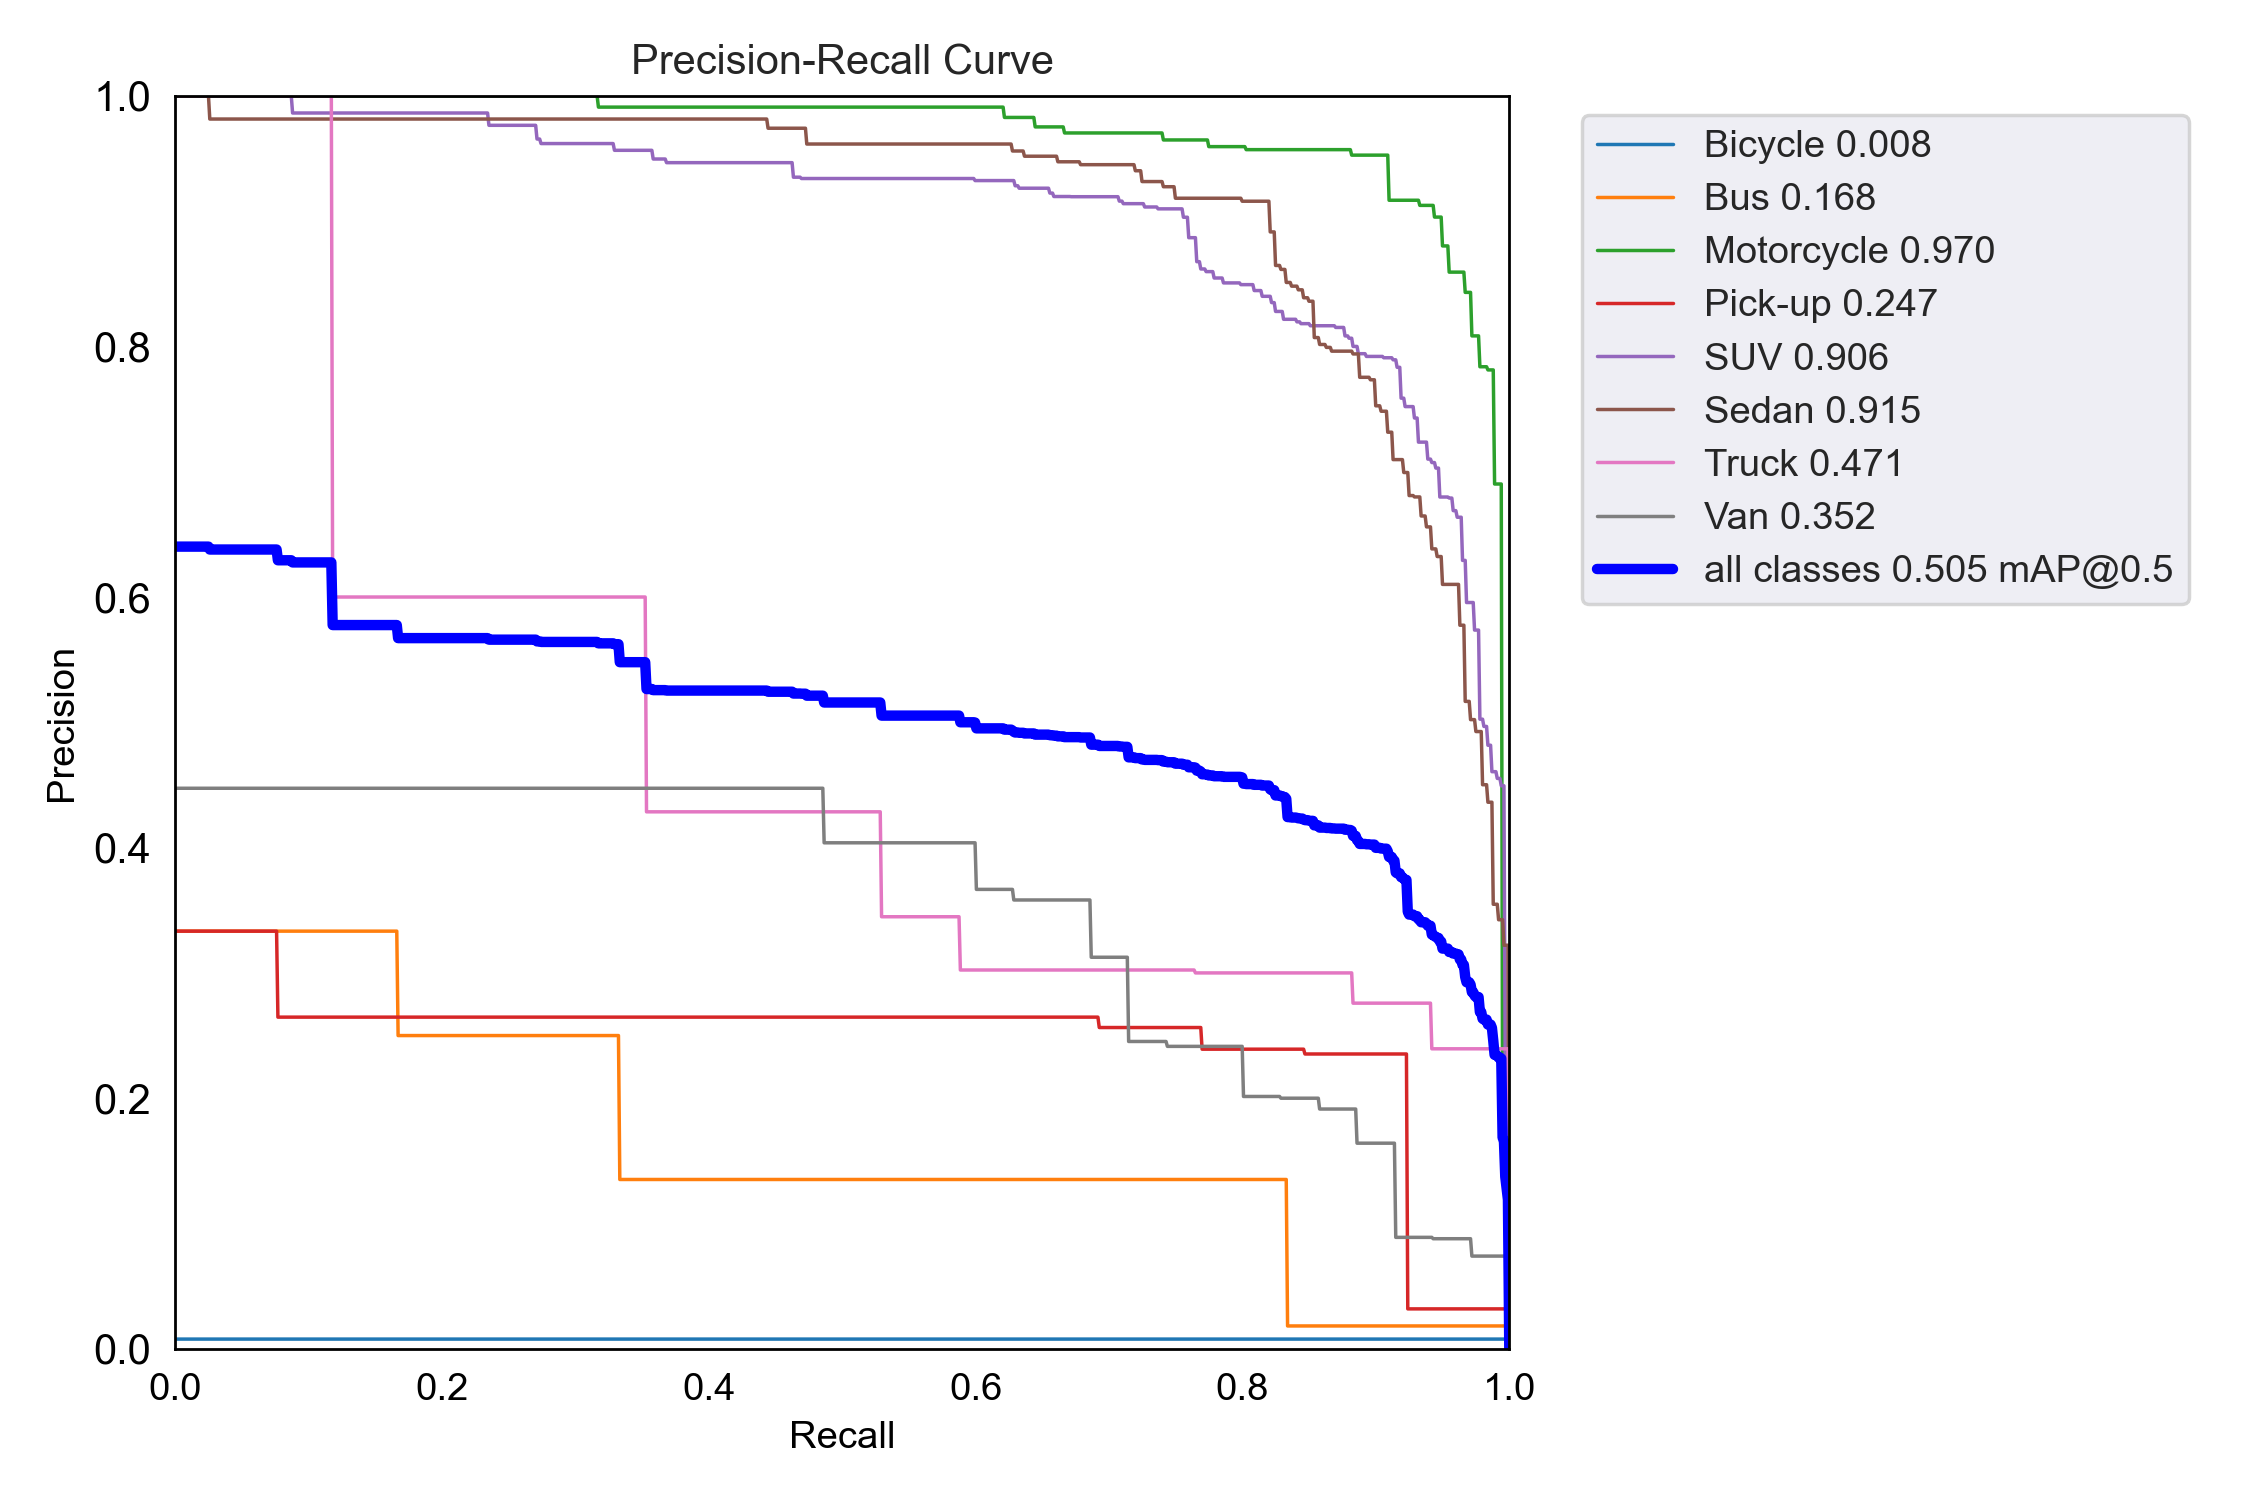 Precision-Recall Curve
1.0
0.8
0.6
0.4
0.2
0.0
Precision
0.0 0.2 0.4 0.6 0.8 1.0
Recall
Bicycle 0.008
Bus 0.168
Motorcycle 0.970
Pick-up 0.247
SUV 0.906
Sedan 0.915
Truck 0.471
Van 0.352
all classes 0.505 mAP@0.5